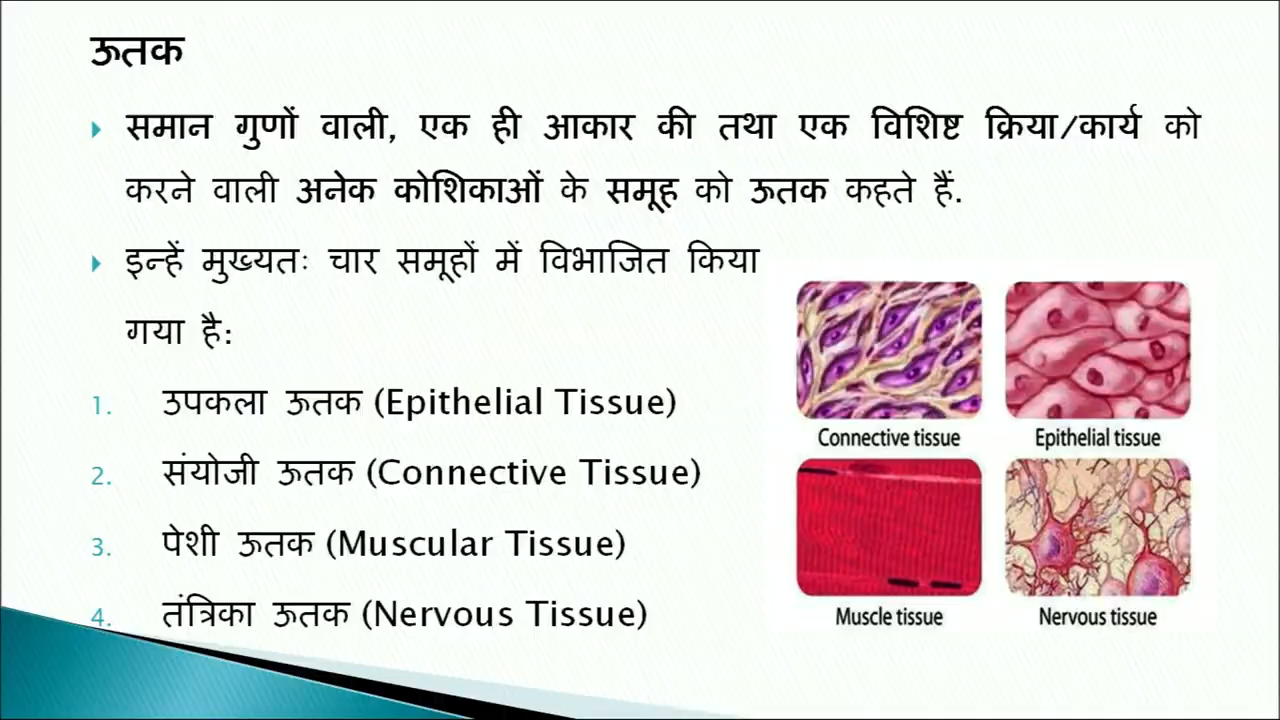 ऊतक
समान गुणों वाली, एक ही आकार की तथा एक विशिष्ट क्रिया/कार्य को
करने वाली अनेक कोशिकाओं के समूह को ऊतक कहते हैं.
इन्हें मुख्यतः चार समूहों में विभाजित किया
गया है:
1. उपकला ऊतक (Epithelial Tissue)
2. संयोजी ऊतक (Connective Tissue)
3. पेशी ऊतक (Muscular Tissue)
4. तंत्रिका ऊतक (Nervous Tissue)
Connective tissue
Epithelial tissue
Muscle tissue
Nervous tissue